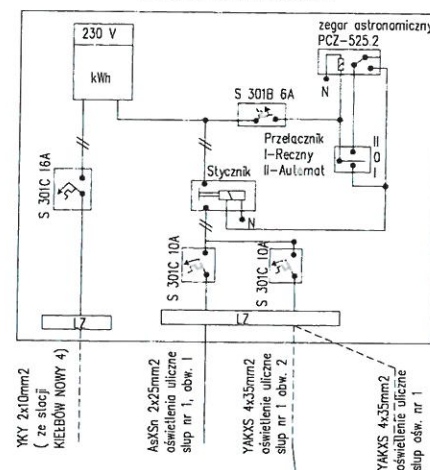 230 V
kWh
zegar astronomiczny
PCZ-525.2
N
S 301B 6A
Przełącznik
I-Ręczny
II-Automat
II
O
I
Stycznik
N
S 301C 16A
S 301C 10A
S 301C 10A
LZ
LZ
YKY 2x10mm2
( ze stacji
KIEŁBÓW NOWY 4)
AsXSn 2x25mm2
oświetlenie uliczne
słup nr 1, obw. 1
YAKXS 4x35mm2
oświetlenie uliczne
słup nr 1 obw. 2
YAKXS 4x35mm2
oświetlenie uliczne
słup ośw. nr 1